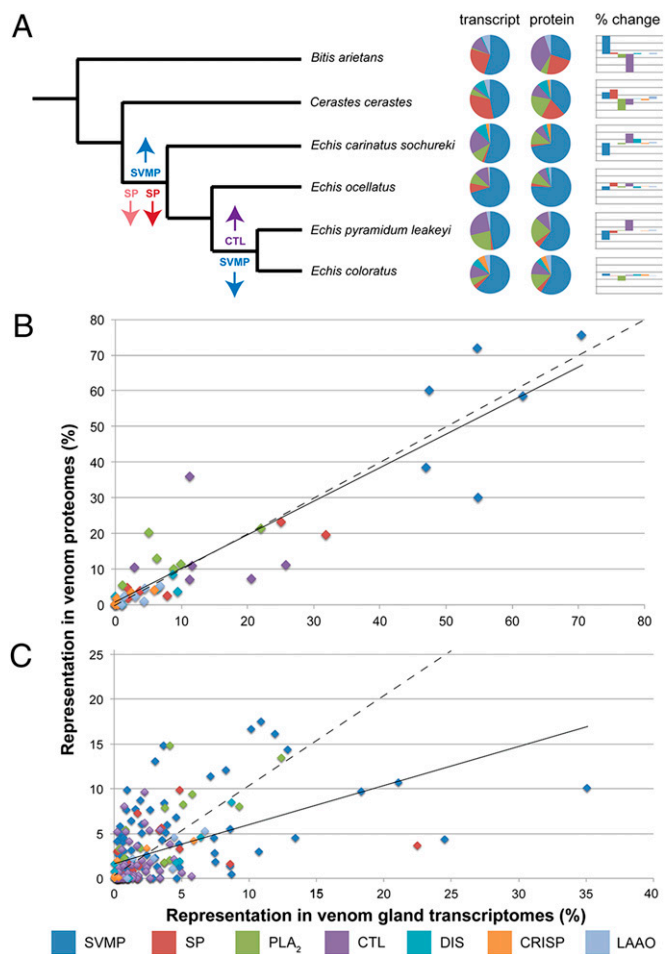 A
transcript protein % change
Bitis arietans
Cerastes cerastes
Echis carinatus sochureki
SVMP
SP SP
Echis ocellatus
CTL
Echis pyramidum leakeyi
SVMP
Echis coloratus
B
80
70
60
50
40
30
20
10
0
0 10 20 30 40 50 60 70 80
Representation in venom proteomes (%)
C
25
20
15
10
5
0
0 5 10 15 20 25 30 35 40
Representation in venom gland transcriptomes (%)
SVMP SP PLA₂ CTL DIS CRISP LAAO